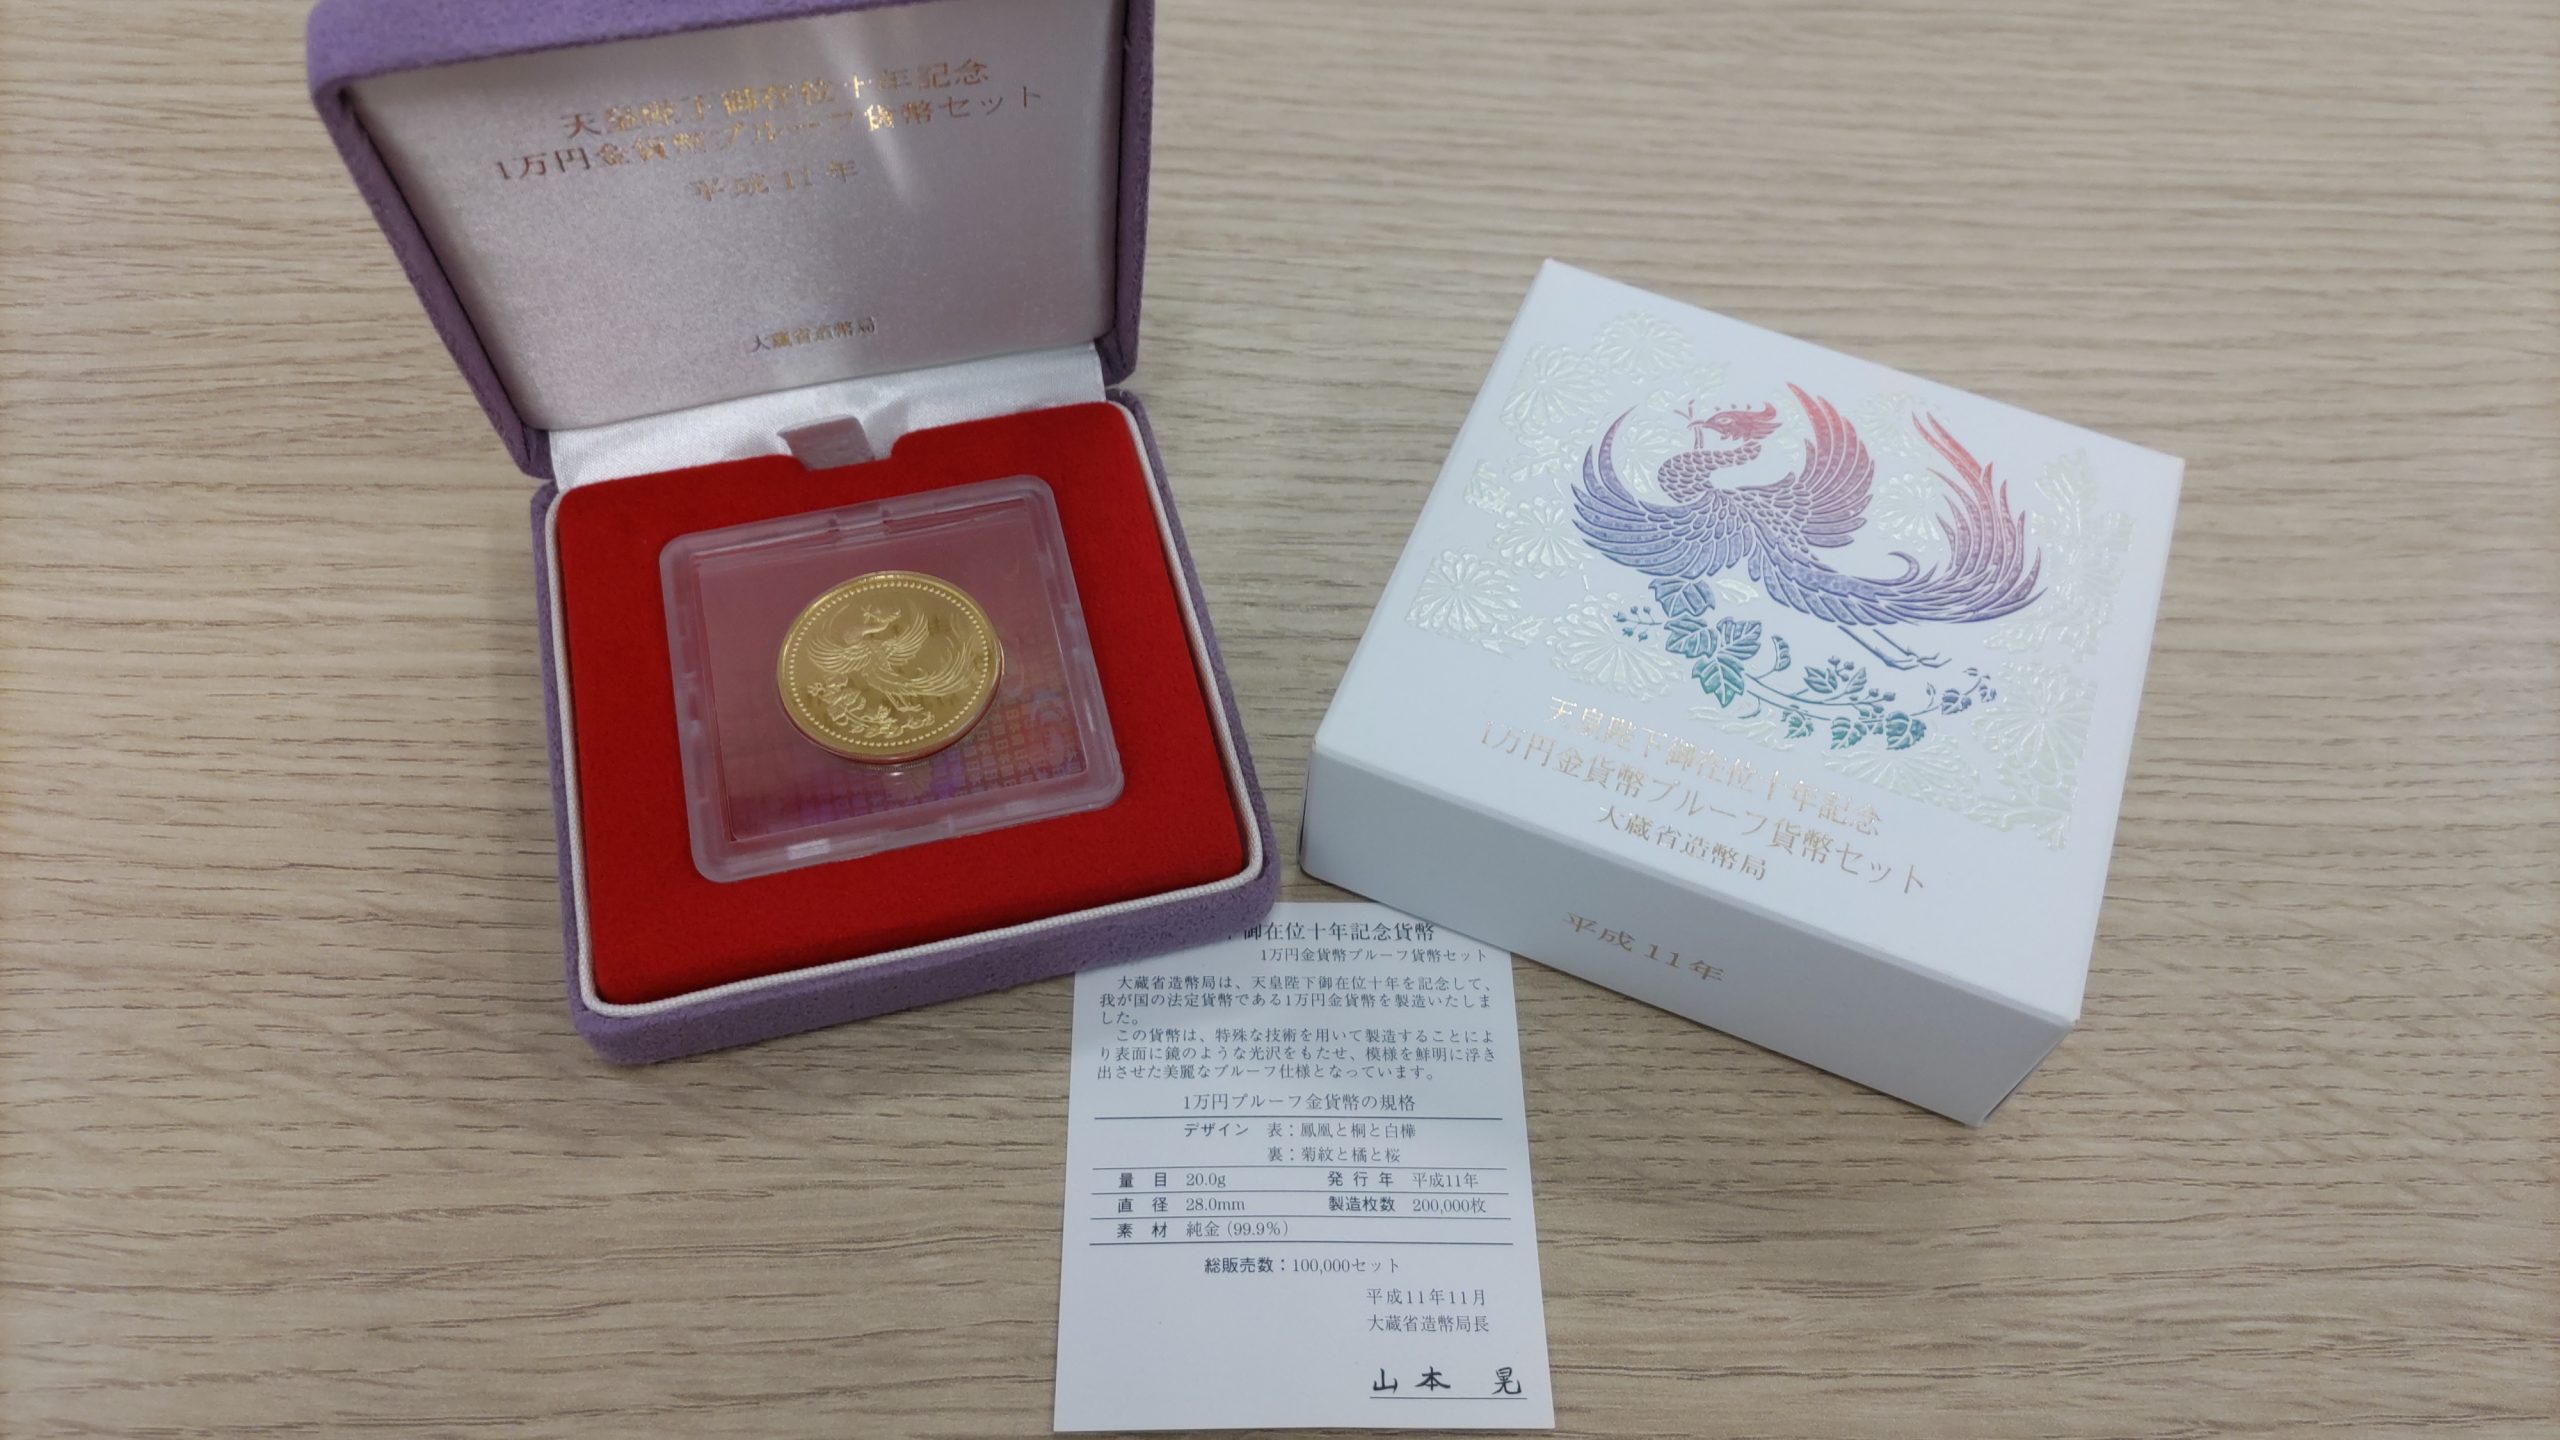 天皇陛下御在位十年記念
1万円金貨幣プルーフ貨幣セット
平成11年
大蔵省造幣局
天皇陛下御在位十年記念
1万円金貨幣プルーフ貨幣セット
大蔵省造幣局
平成11年
御在位十年記念貨幣
1万円金貨幣プルーフ貨幣セット
大蔵省造幣局は、天皇陛下御在位十年を記念して、
我が国の法定貨幣である1万円金貨幣を製造いたしま
した。
この貨幣は、特殊な技術を用いて製造することによ
り表面に鏡のような光沢をもたせ、模様を鮮明に浮き
出させた美麗なプルーフ仕様となっています。
1万円プルーフ金貨幣の規格
デザイン 表：鳳凰と桐と白樺
裏：菊紋と橘と桜
量目 20.0g 発行年 平成11年
直径 28.0mm 製造枚数 200,000枚
素材 純金（99.9%）
総販売数：100,000セット
平成11年11月
大蔵省造幣局長
山本 晃